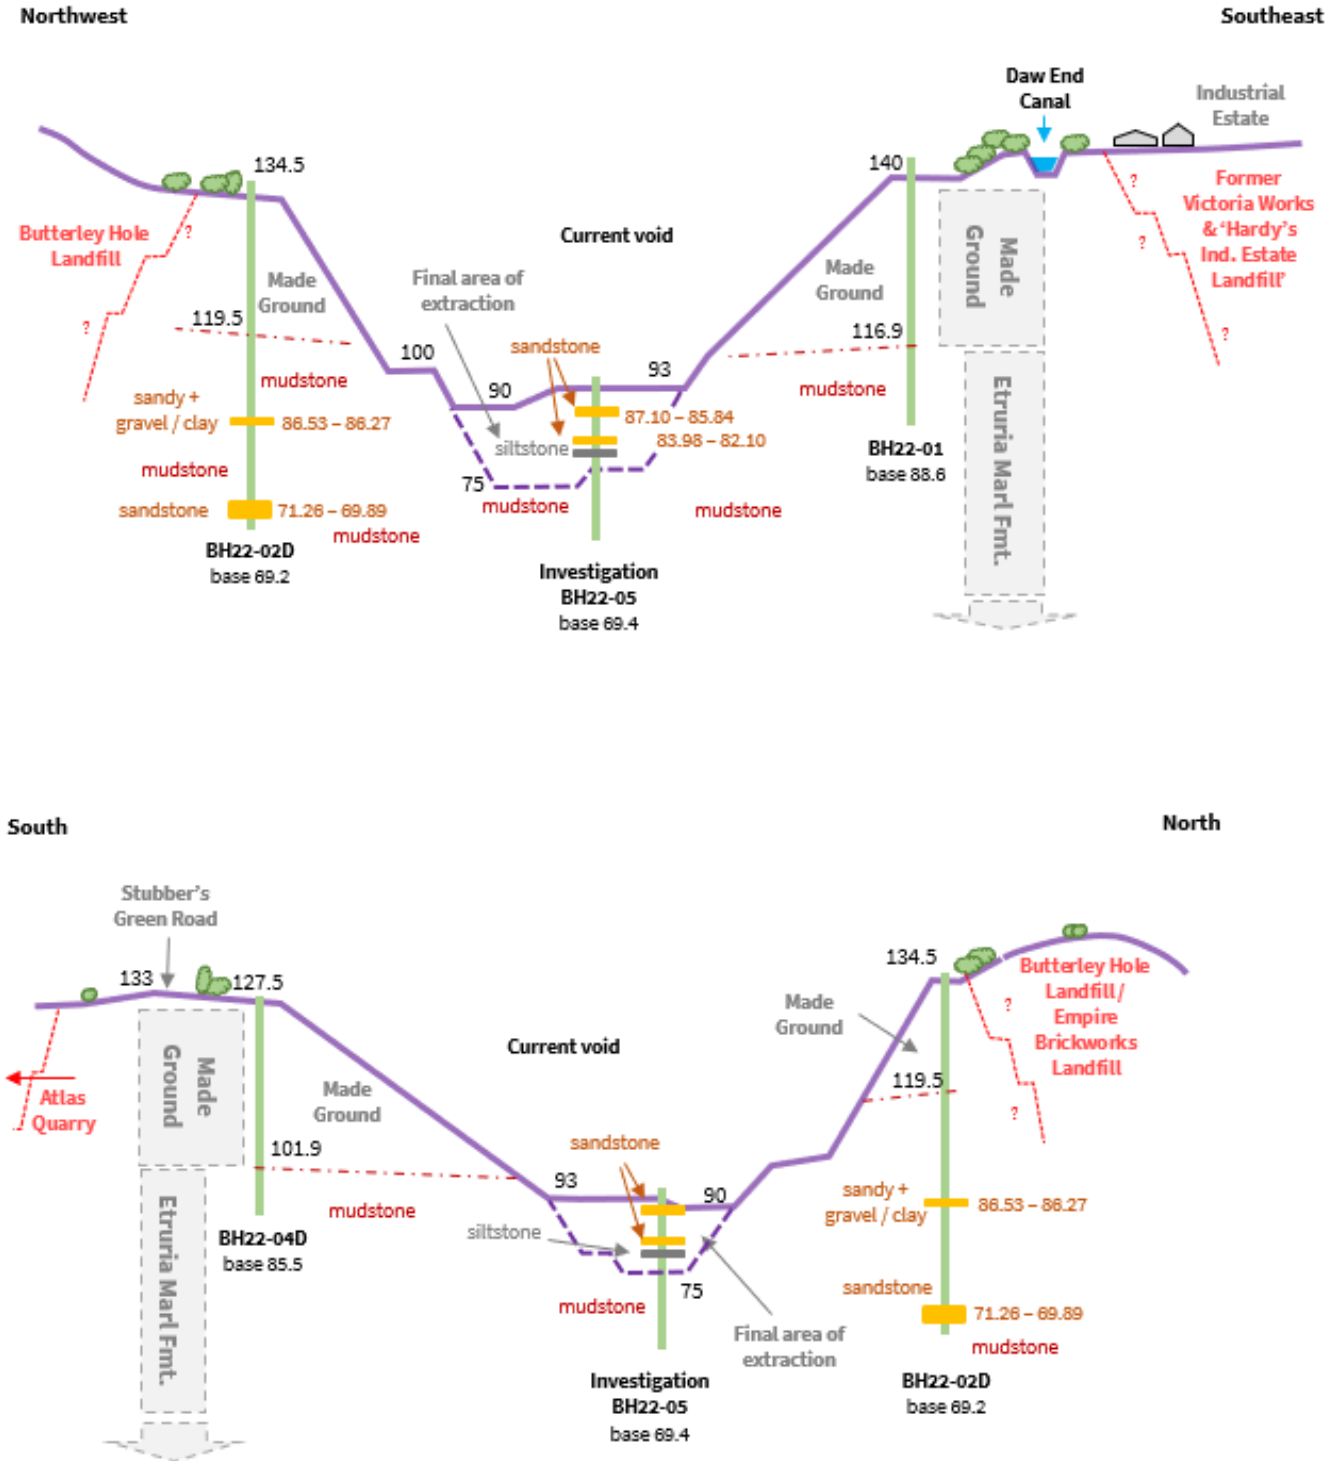 Northwest
Southeast
Daw End
Canal
Industrial
Estate
134.5
140
Butterley Hole
Landfill
?
?
Current void
Made
Ground
Final area of
extraction
Made
Ground
Made
Ground
?
?
?
Former
Victoria Works
& ‘Hardy’s
Ind. Estate
Landfill’
119.5
116.9
100
sandstone
93
90
mudstone
mudstone
sandy +
gravel / clay
86.53 – 86.27
87.10 – 85.84
83.98 – 82.10
siltstone
Etruria Marl Fmt.
BH22-01
base 88.6
mudstone
75
mudstone
mudstone
sandstone
71.26 – 69.89
mudstone
BH22-02D
base 69.2
Investigation
BH22-05
base 69.4
South
North
Stubber’s
Green Road
133
127.5
134.5
Butterley Hole
Landfill /
Empire
Brickworks
Landfill
?
?
Made
Ground
Current void
Made
Ground
Made
Ground
119.5
Atlas
Quarry
101.9
sandstone
93
90
mudstone
sandy +
gravel / clay
86.53 – 86.27
siltstone
Etruria Marl Fmt.
BH22-04D
base 85.5
75
mudstone
sandstone
71.26 – 69.89
mudstone
Final area of
extraction
Investigation
BH22-05
base 69.4
BH22-02D
base 69.2